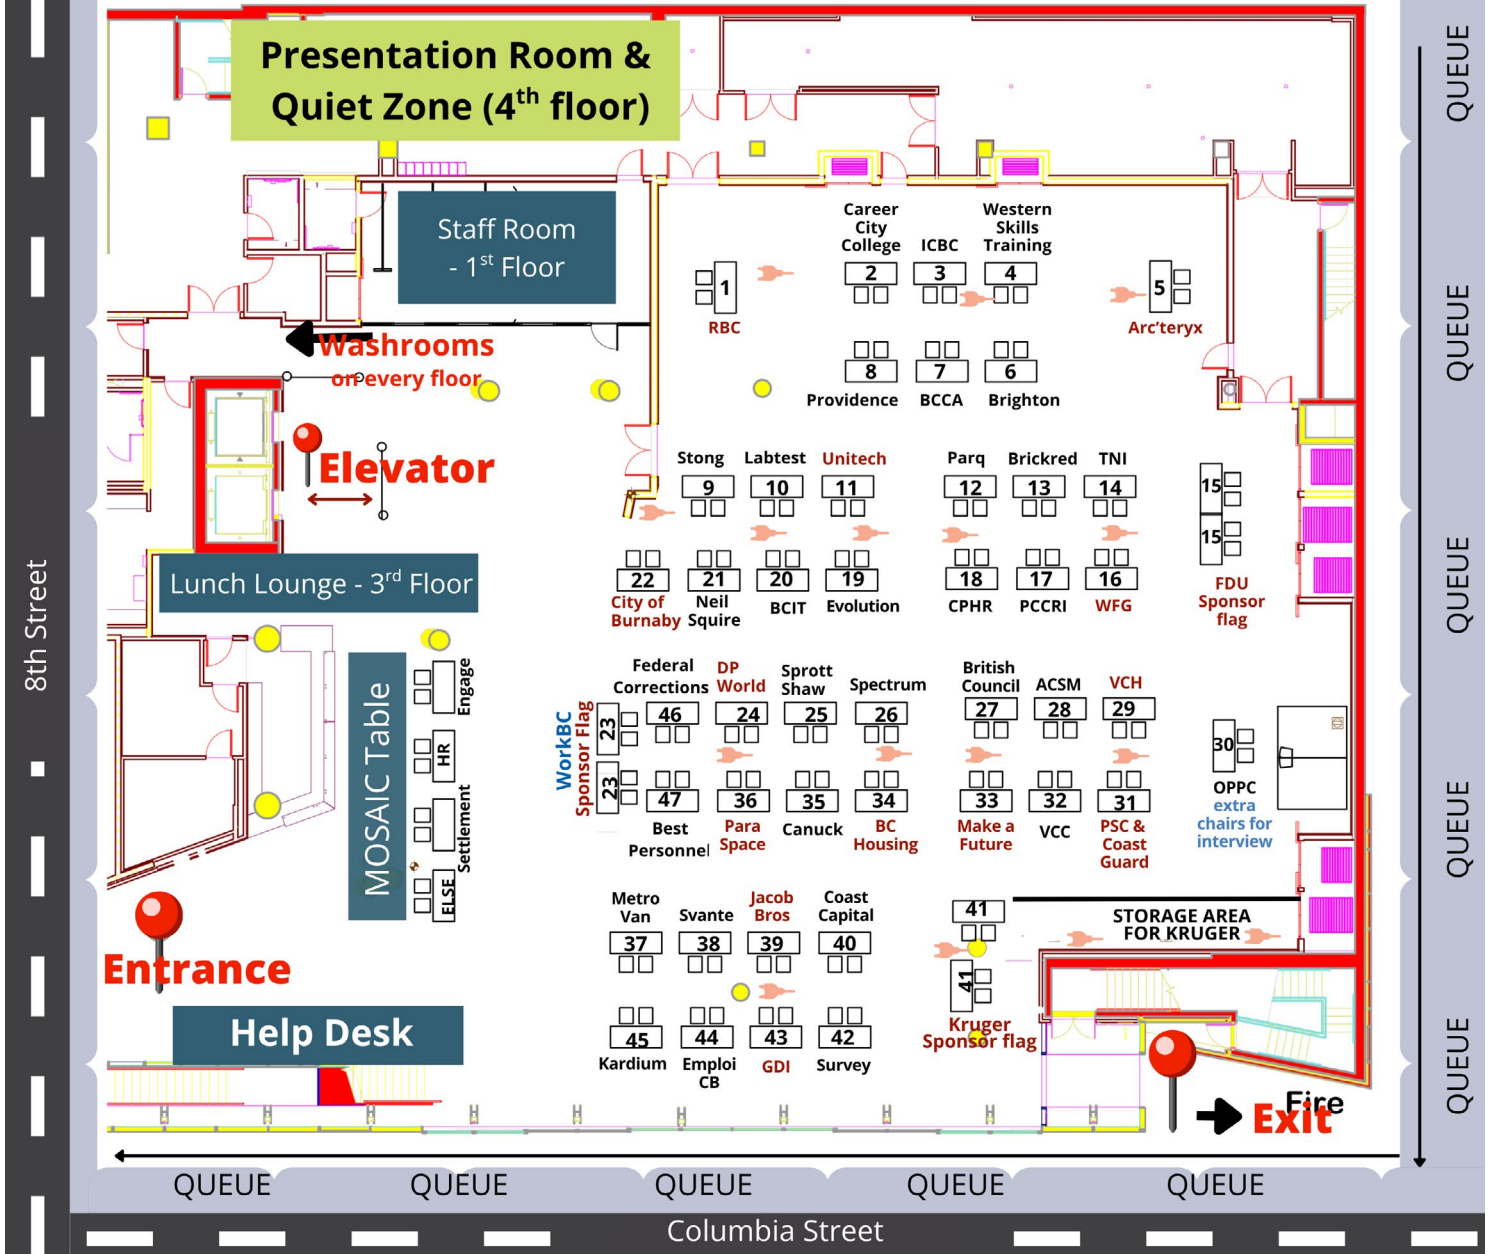 Presentation Room &
Quiet Zone (4th floor)
QUEUE
Staff Room
- 1st Floor
Career
City
College
ICBC
Western
Skills
Training
1
RBC
2
3
4
5
Arc'teryx
Washrooms
on every floor
8
7
6
Providence
BCCA
Brighton
QUEUE
Elevator
Stong
Labtest
Unitech
Parq
Brickred
TNI
9
10
11
12
13
14
15
15
FDU
Sponsor
flag
22
21
20
19
18
17
16
City of
Burnaby
Neil
Squire
BCIT
Evolution
CPHR
PCCRI
WFG
QUEUE
Lunch Lounge - 3rd Floor
8th Street
MOSAIC Table
Engage
HR
Settlement
ELSE
WorkBC
Sponsor Flag
23
23
Federal
Corrections
DP
World
Sprott
Shaw
Spectrum
British
Council
ACSM
VCH
46
24
25
26
27
28
29
30
OPPC
extra
chairs for
interview
47
36
35
34
33
32
31
Best
Personnel
Para
Space
Canuck
BC
Housing
Make a
Future
VCC
PSC &
Coast
Guard
QUEUE
Metro
Van
Svante
Jacob
Bros
Coast
Capital
37
38
39
40
41
41
Kruger
Sponsor flag
STORAGE AREA
FOR KRUGER
Entrance
Help Desk
45
44
43
42
Kardium
Emploi
CB
GDI
Survey
Fire
Exit
QUEUE
QUEUE
QUEUE
QUEUE
QUEUE
QUEUE
Columbia Street